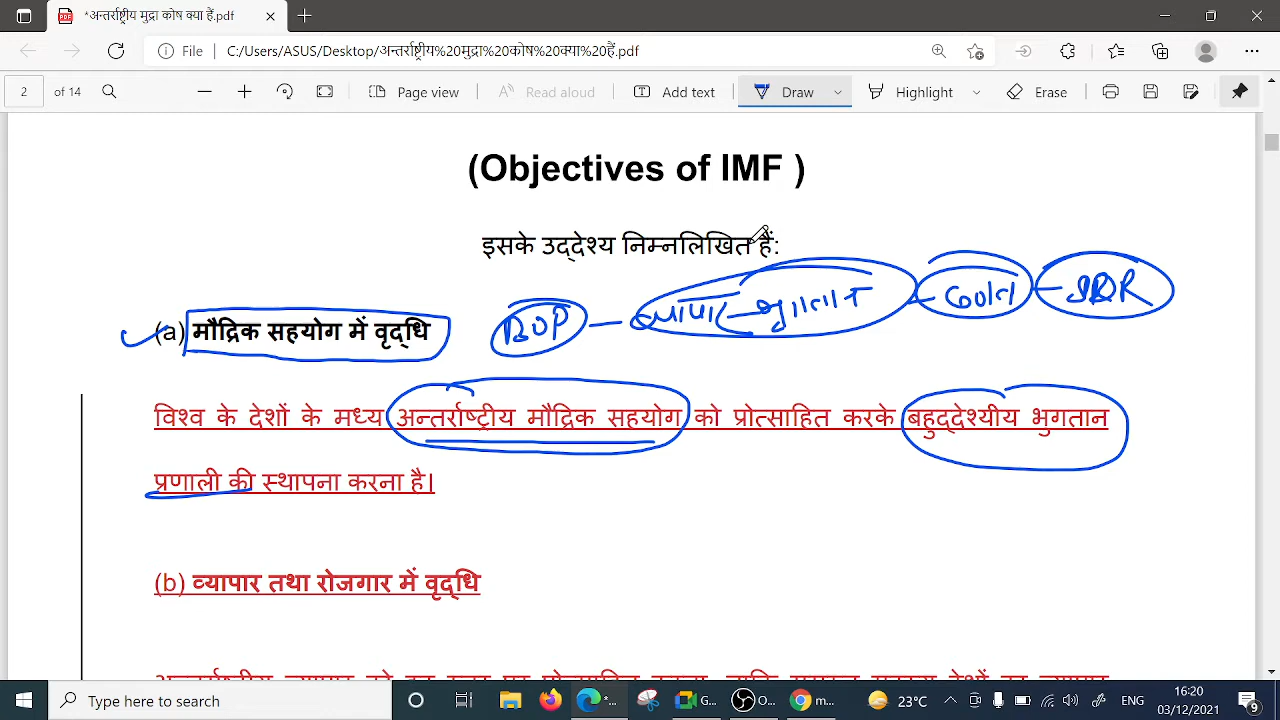 *अन्तर्राष्ट्रीय मुद्रा कोष क्या हैं.pdf
File C:/Users/ASUS/Desktop/अन्तर्राष्ट्रीय%20मुद्रा%20कोष%20क्या%20हैं.pdf
2 of 14 Page view Read aloud Add text Draw Highlight Erase
(Objectives of IMF )
इसके उद्देश्य निम्नलिखित हैं:
(a) मौद्रिक सहयोग में वृद्धि BOP — व्यापार — भुगतान — — SDR
विश्व के देशों के मध्य अन्तर्राष्ट्रीय मौद्रिक सहयोग को प्रोत्साहित करके बहुद्देश्यीय भुगतान
प्रणाली की स्थापना करना है।
(b) व्यापार तथा रोजगार में वृद्धि
Type here to search G... O... m... 23°C ENG 16:20
03/12/2021 9